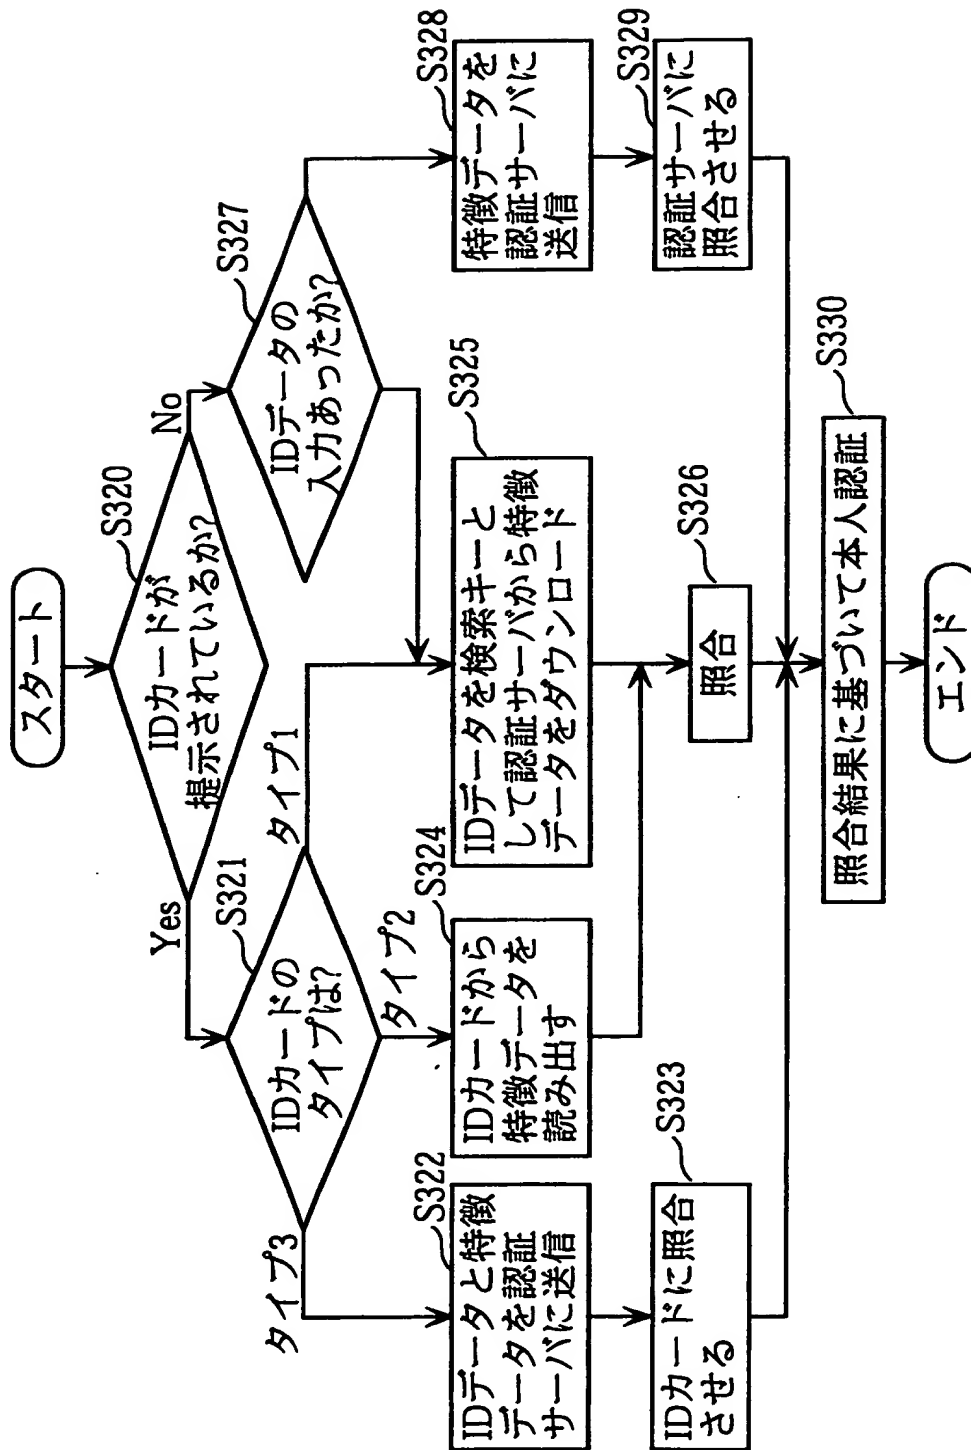 スタート
S320
IDカードが
提示されているか?
Yes
No
S321
IDカードの
タイプは?
S327
IDデータの
入力あったか?
タイプ3
タイプ2
タイプ1
S322
IDデータと特徴
データを認証
サーバに送信
S324
IDカードから
特徴データを
読み出す
S325
IDデータを検索キーと
して認証サーバから特徴
データをダウンロード
S328
特徴データを
認証サーバに
送信
S323
IDカードに照合
させる
S326
照合
S329
認証サーバに
照合させる
S330
照合結果に基づいて本人認証
エンド